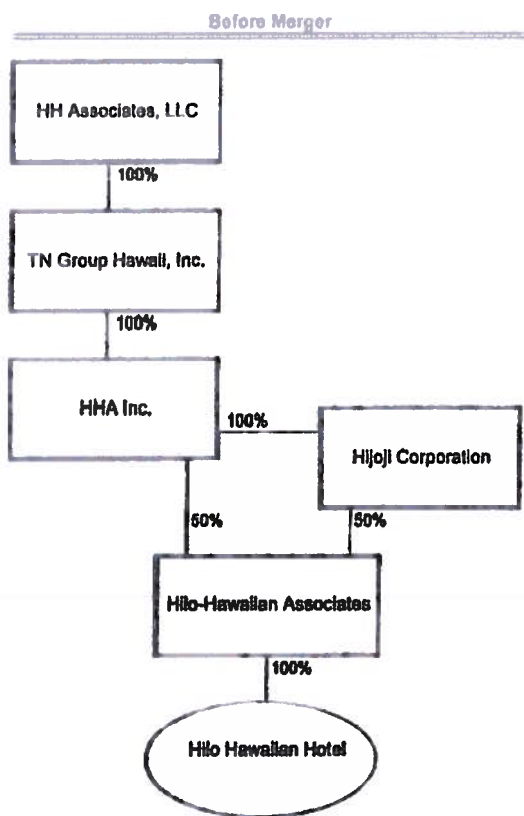 Before Merger
HH Associates, LLC
100%
TN Group Hawaii, Inc.
100%
HHA Inc.
100%
Hijoji Corporation
50%
50%
Hilo-Hawaiian Associates
100%
Hilo Hawaiian Hotel